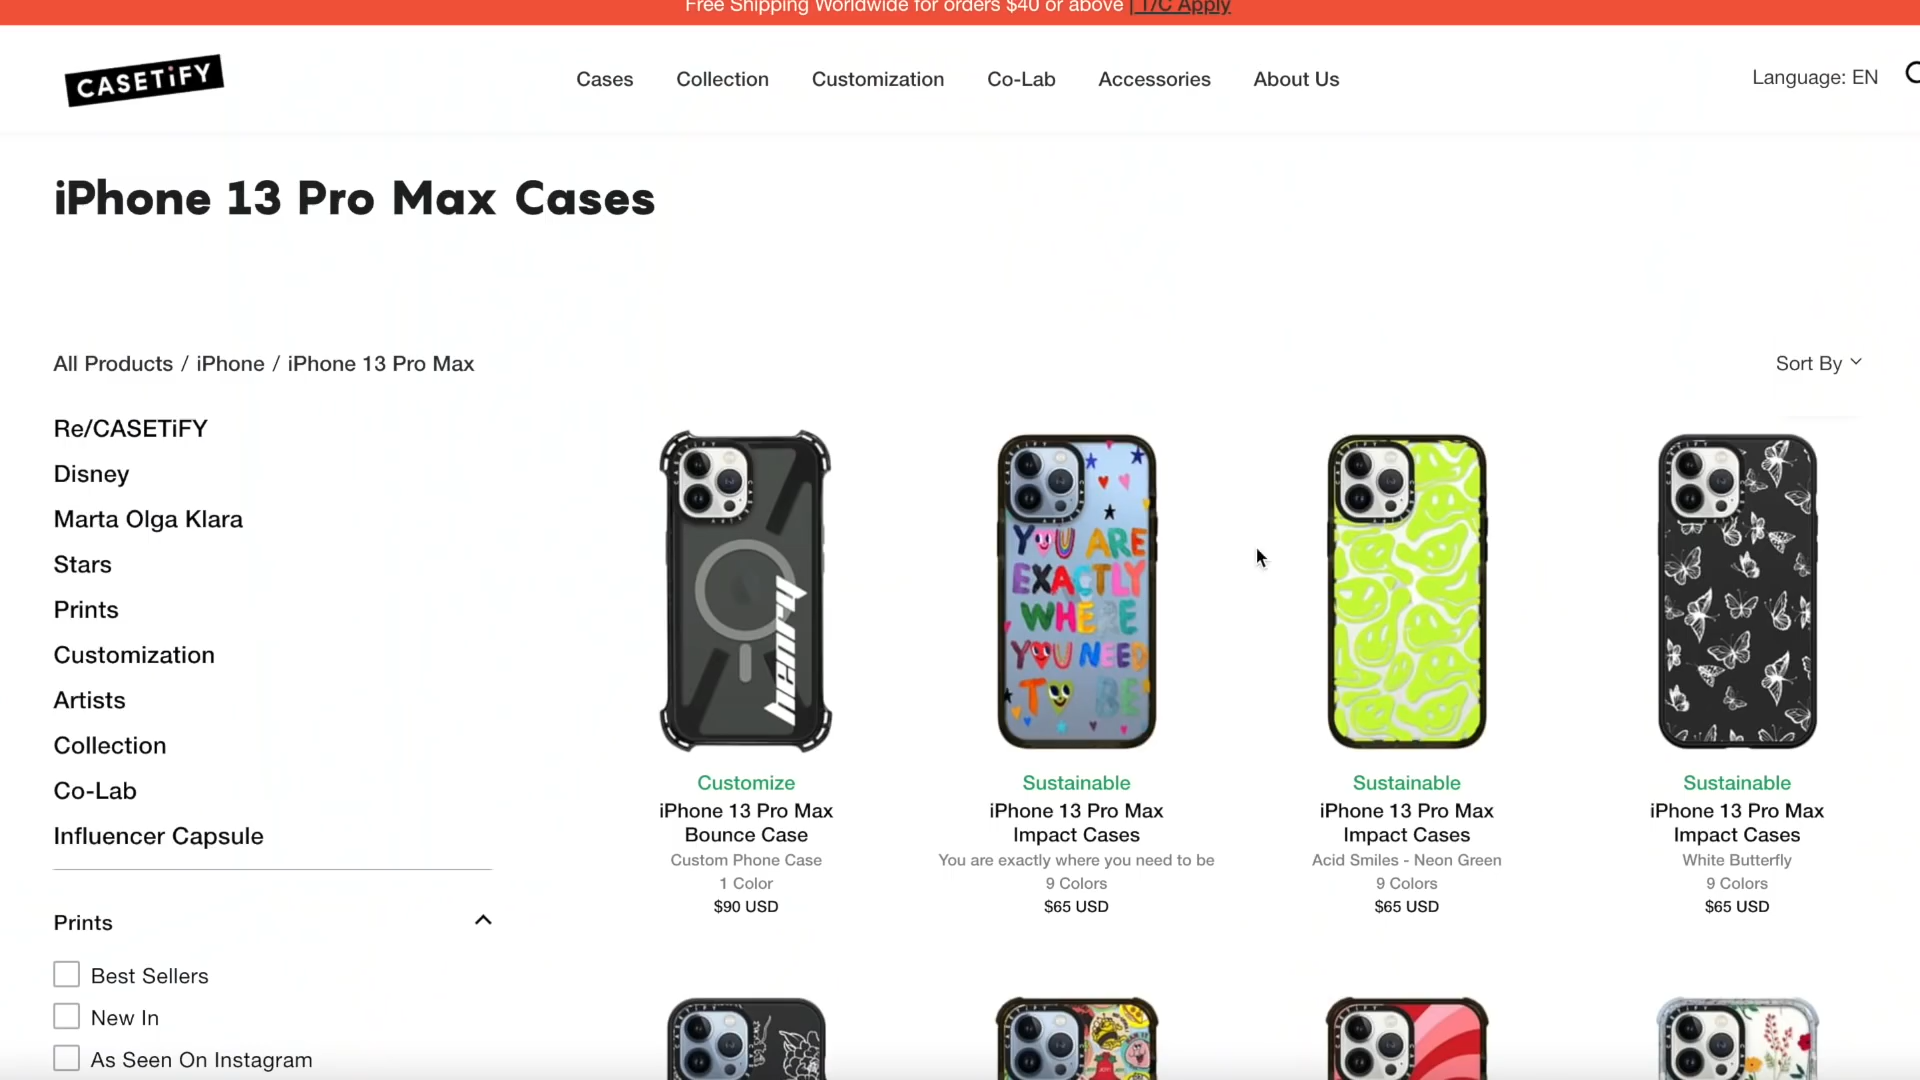 Free Shipping Worldwide for orders $40 or above | T/C Apply
CASETiFY
Cases
Collection
Customization
Co-Lab
Accessories
About Us
Language: EN
iPhone 13 Pro Max Cases
All Products / iPhone / iPhone 13 Pro Max
Sort By
Re/CASETiFY
Disney
Marta Olga Klara
Stars
Prints
Customization
Artists
Collection
Co-Lab
Influencer Capsule
Prints
Best Sellers
New In
As Seen On Instagram
henry
Customize
iPhone 13 Pro Max
Bounce Case
Custom Phone Case
1 Color
$90 USD
YOU ARE
EXACTLY
WHERE
YOU NEED
TO BE
Sustainable
iPhone 13 Pro Max
Impact Cases
You are exactly where you need to be
9 Colors
$65 USD
Sustainable
iPhone 13 Pro Max
Impact Cases
Acid Smiles - Neon Green
9 Colors
$65 USD
Sustainable
iPhone 13 Pro Max
Impact Cases
White Butterfly
9 Colors
$65 USD